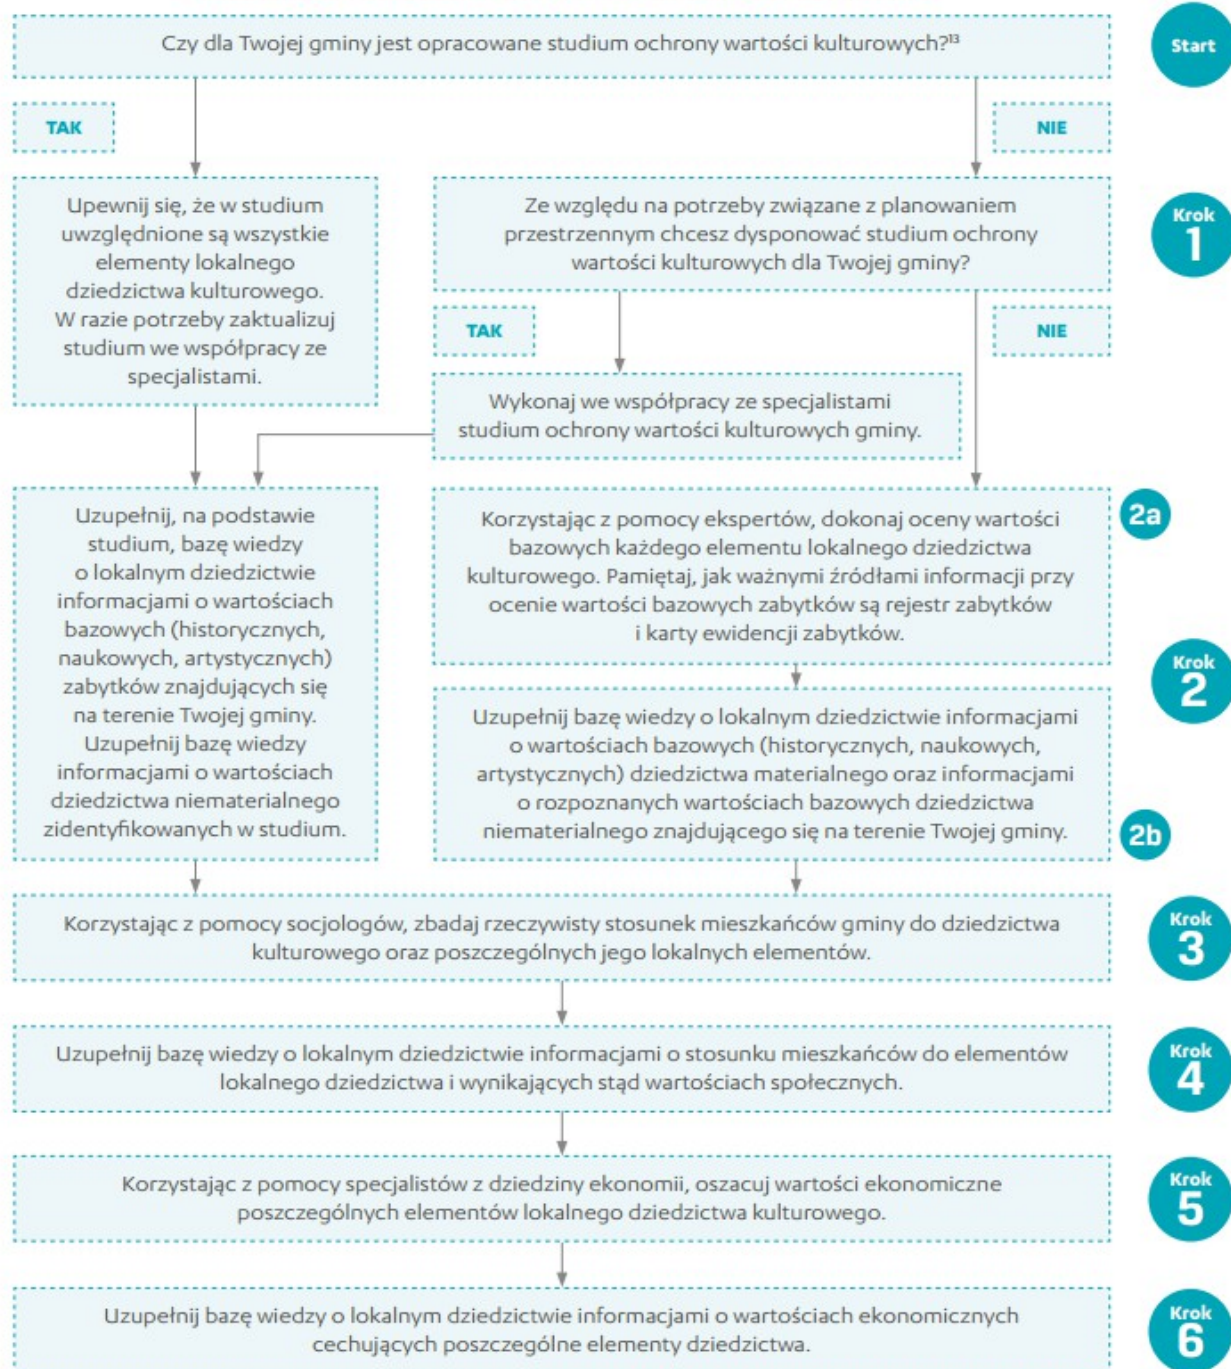 Czy dla Twojej gminy jest opracowane studium ochrony wartości kulturowych?¹³
Start
TAK
NIE
Upewnij się, że w studium
uwzględnione są wszystkie
elementy lokalnego
dziedzictwa kulturowego.
W razie potrzeby zaktualizuj
studium we współpracy ze
specjalistami.
Ze względu na potrzeby związane z planowaniem
przestrzennym chcesz dysponować studium ochrony
wartości kulturowych dla Twojej gminy?
Krok
1
TAK
NIE
Wykonaj we współpracy ze specjalistami
studium ochrony wartości kulturowych gminy.
Uzupełnij, na podstawie
studium, bazę wiedzy
o lokalnym dziedzictwie
informacjami o wartościach
bazowych (historycznych,
naukowych, artystycznych)
zabytków znajdujących się
na terenie Twojej gminy.
Uzupełnij bazę wiedzy
informacjami o wartościach
dziedzictwa niematerialnego
zidentyfikowanych w studium.
Korzystając z pomocy ekspertów, dokonaj oceny wartości
bazowych każdego elementu lokalnego dziedzictwa
kulturowego. Pamiętaj, jak ważnymi źródłami informacji przy
ocenie wartości bazowych zabytków są rejestr zabytków
i karty ewidencji zabytków.
2a
Krok
2
Uzupełnij bazę wiedzy o lokalnym dziedzictwie informacjami
o wartościach bazowych (historycznych, naukowych,
artystycznych) dziedzictwa materialnego oraz informacjami
o rozpoznanych wartościach bazowych dziedzictwa
niematerialnego znajdującego się na terenie Twojej gminy.
2b
Korzystając z pomocy socjologów, zbadaj rzeczywisty stosunek mieszkańców gminy do dziedzictwa
kulturowego oraz poszczególnych jego lokalnych elementów.
Krok
3
Uzupełnij bazę wiedzy o lokalnym dziedzictwie informacjami o stosunku mieszkańców do elementów
lokalnego dziedzictwa i wynikających stąd wartościach społecznych.
Krok
4
Korzystając z pomocy specjalistów z dziedziny ekonomii, oszacuj wartości ekonomiczne
poszczególnych elementów lokalnego dziedzictwa kulturowego.
Krok
5
Uzupełnij bazę wiedzy o lokalnym dziedzictwie informacjami o wartościach ekonomicznych
cechujących poszczególne elementy dziedzictwa.
Krok
6